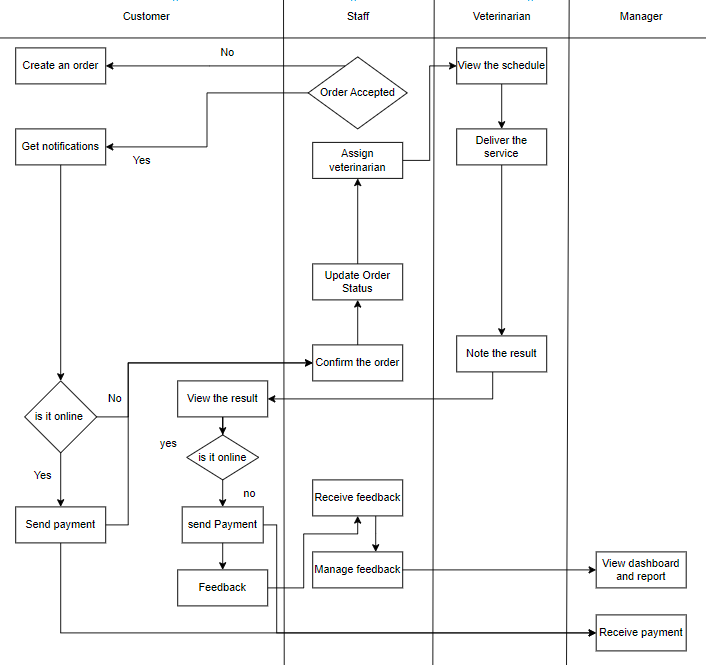 Customer
Staff
Veterinarian
Manager
No
Create an order
Order Accepted
View the schedule
Get notifications
Yes
Assign
veterinarian
Deliver the
service
Update Order
Status
Confirm the order
Note the result
No
View the result
is it online
yes
is it online
Yes
no
Receive feedback
Send payment
send Payment
Feedback
Manage feedback
View dashboard
and report
Receive payment